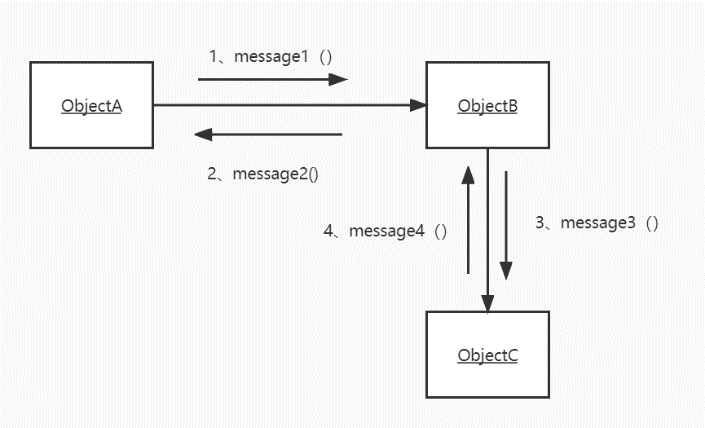 1、message1（）
ObjectA
ObjectB
2、message2()
4、message4（）
3、message3（）
ObjectC